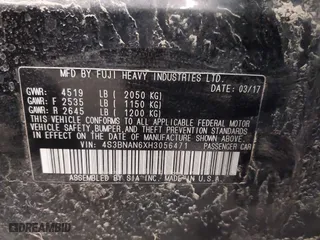 MFD BY FUJI HEAVY INDUSTRIES LTD.
DATE: 03/17
GVWR: 4519 LB ( 2050 KG)
GAWR: F 2535 LB ( 1150 KG)
GAWR: R 2645 LB ( 1200 KG)
THIS VEHICLE CONFORMS TO ALL APPLICABLE FEDERAL MOTOR
VEHICLE SAFETY, BUMPER, AND THEFT PREVENTION STANDARDS
IN EFFECT ON THE DATE OF MANUFACTURE SHOWN ABOVE.
VIN: 4S3BNAN6XH3056471 PASSENGER CAR
ASSEMBLED BY SIA INC. MADE IN U.S.A.
DREAMBID